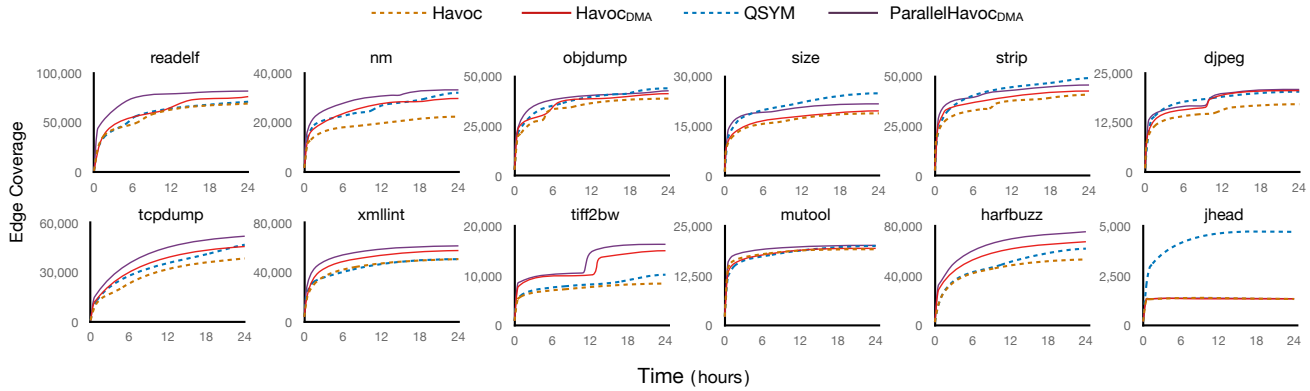 Havoc HavocDMA QSYM ParallelHavocDMA
readelf nm objdump size strip djpeg
100,000 40,000 50,000 30,000 50,000 25,000
50,000 20,000 25,000 15,000 25,000 12,500
0 0 0 0 0 0
0 6 12 18 24 0 6 12 18 24 0 6 12 18 24 0 6 12 18 24 0 6 12 18 24 0 6 12 18 24
Edge Coverage
tcpdump xmllint tiff2bw mutool harfbuzz jhead
60,000 80,000 20,000 25,000 80,000 5,000
30,000 40,000 10,000 12,500 40,000 2,500
0 0 0 0 0 0
0 6 12 18 24 0 6 12 18 24 0 6 12 18 24 0 6 12 18 24 0 6 12 18 24 0 6 12 18 24
Time (hours)